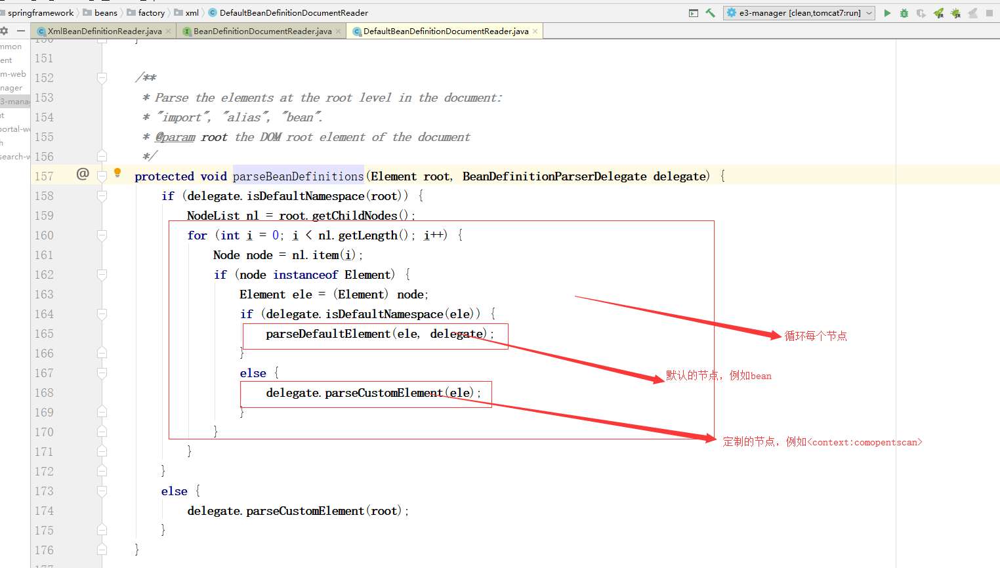 springframework beans factory xml DefaultBeanDefinitionDocumentReader e3-manager [clean,tomcat7:run]
XmlBeanDefinitionReader.java BeanDefinitionDocumentReader.java DefaultBeanDefinitionDocumentReader.java
mmon
ent
m-web
nager
3-manag
nt
portal-we
h
search-w
150 }
151
152 /**
153 * Parse the elements at the root level in the document:
154 * "import", "alias", "bean".
155 * @param root the DOM root element of the document
156 */
157 @ protected void parseBeanDefinitions(Element root, BeanDefinitionParserDelegate delegate) {
158 if (delegate.isDefaultNamespace(root)) {
159 NodeList nl = root.getChildNodes();
160 for (int i = 0; i < nl.getLength(); i++) {
161 Node node = nl.item(i);
162 if (node instanceof Element) {
163 Element ele = (Element) node;
164 if (delegate.isDefaultNamespace(ele)) {
165 parseDefaultElement(ele, delegate);
循环每个节点
166 }
167 else {
默认的节点，例如bean
168 delegate.parseCustomElement(ele);
169 }
170 }
定制的节点，例如<context:comopentscan>
171 }
172 }
173 else {
174 delegate.parseCustomElement(root);
175 }
176 }
177